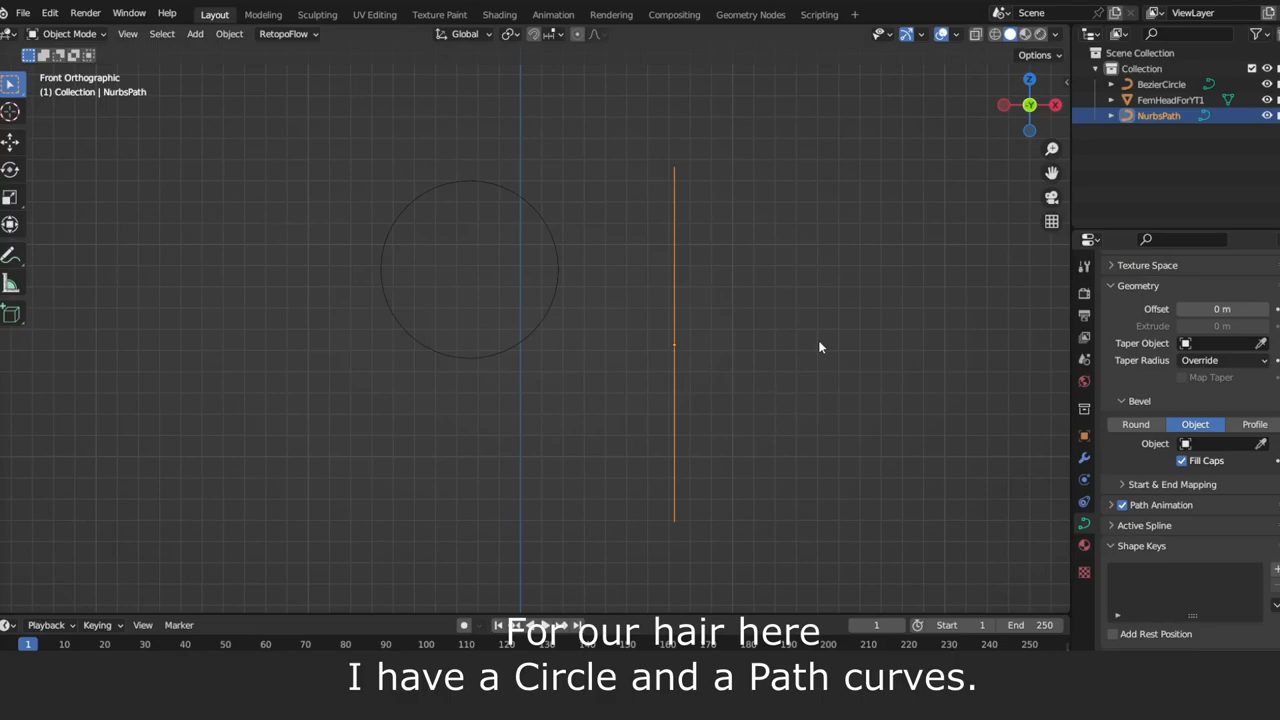 File Edit Render Window Help Layout Modeling Sculpting UV Editing Texture Paint Shading Animation Rendering Compositing Geometry Nodes Scripting + Scene ViewLayer
Object Mode View Select Add Object RetopoFlow Global
Options
Front Orthographic
(1) Collection | NurbsPath
Z
X
-Y
Scene Collection
Collection
BezierCircle
FemHeadForYT1
NurbsPath
Texture Space
Geometry
Offset 0 m
Extrude 0 m
Taper Object
Taper Radius Override
Map Taper
Bevel
Round Object Profile
Object
Fill Caps
Start & End Mapping
Path Animation
Active Spline
Shape Keys
Add Rest Position
Playback Keying View Marker 1 Start 1 End 250
1 10 20 30 40 50 60 70 80 90 100 110 120 130 140 150 160 170 180 190 200 210 220 230 240 250
For our hair here
I have a Circle and a Path curves.